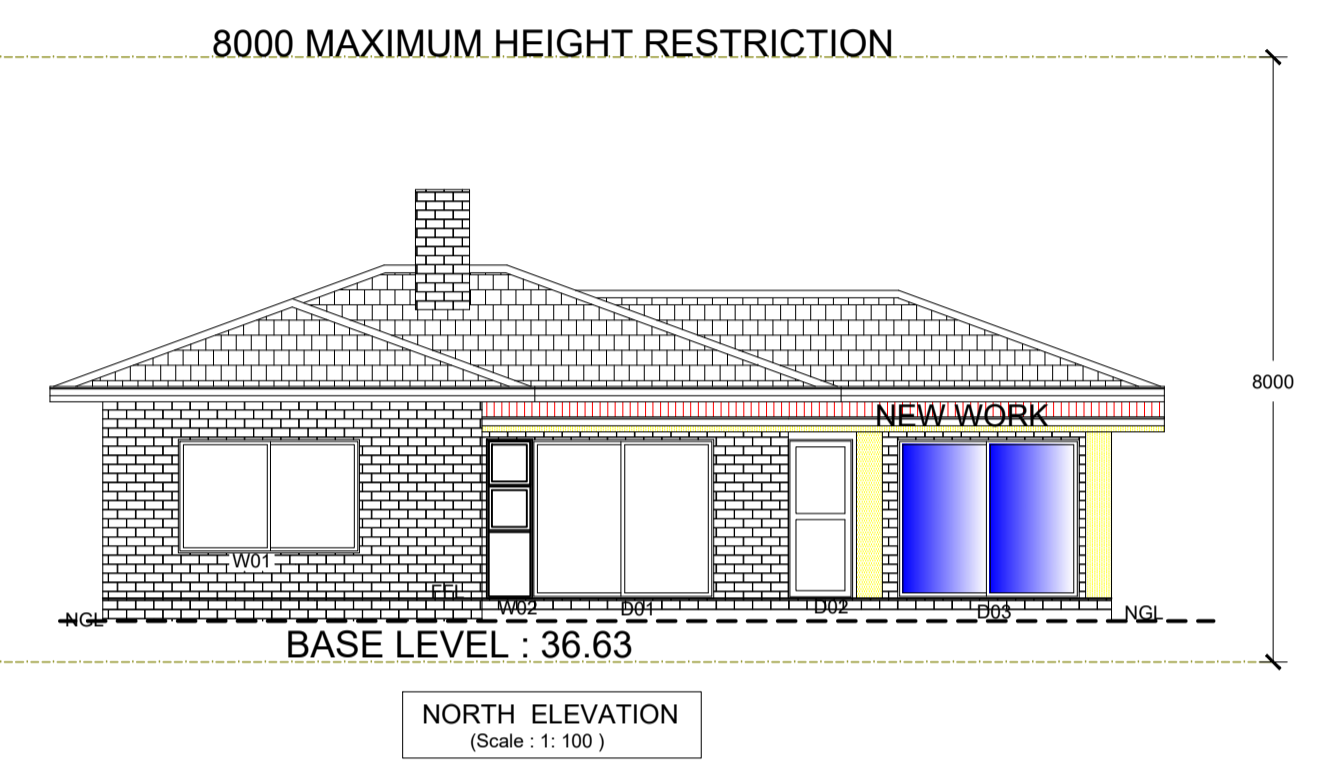 8000 MAXIMUM HEIGHT RESTRICTION
8000
NEW WORK
W01
FFL
W02
D01
D02
D03
NGL
NGL
BASE LEVEL : 36.63
NORTH ELEVATION
(Scale : 1: 100 )